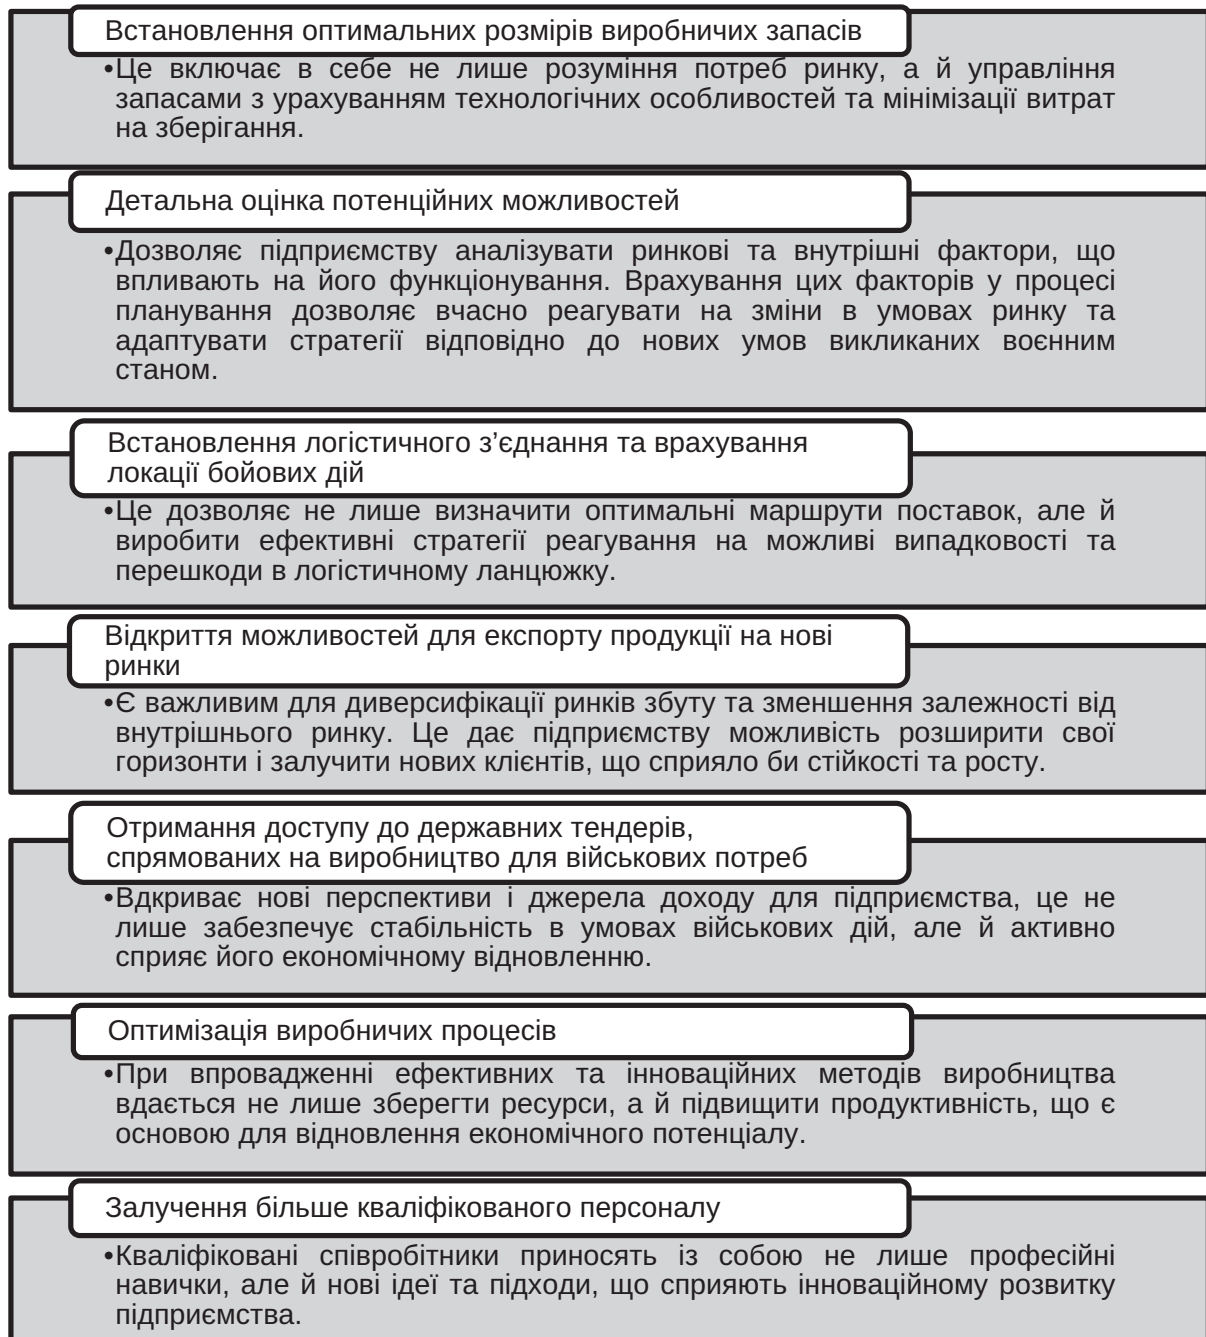 Встановлення оптимальних розмірів виробничих запасів
•Це включає в себе не лише розуміння потреб ринку, а й управління
запасами з урахуванням технологічних особливостей та мінімізації витрат
на зберігання.
Детальна оцінка потенційних можливостей
•Дозволяє підприємству аналізувати ринкові та внутрішні фактори, що
впливають на його функціонування. Врахування цих факторів у процесі
планування дозволяє вчасно реагувати на зміни в умовах ринку та
адаптувати стратегії відповідно до нових умов викликаних воєнним
станом.
Встановлення логістичного з’єднання та врахування
локації бойових дій
•Це дозволяє не лише визначити оптимальні маршрути поставок, але й
виробити ефективні стратегії реагування на можливі випадковості та
перешкоди в логістичному ланцюжку.
Відкриття можливостей для експорту продукції на нові
ринки
•Є важливим для диверсифікації ринків збуту та зменшення залежності від
внутрішнього ринку. Це дає підприємству можливість розширити свої
горизонти і залучити нових клієнтів, що сприяло би стійкості та росту.
Отримання доступу до державних тендерів,
спрямованих на виробництво для військових потреб
•Вдкриває нові перспективи і джерела доходу для підприємства, це не
лише забезпечує стабільність в умовах військових дій, але й активно
сприяє його економічному відновленню.
Оптимізація виробничих процесів
•При впровадженні ефективних та інноваційних методів виробництва
вдається не лише зберегти ресурси, а й підвищити продуктивність, що є
основою для відновлення економічного потенціалу.
Залучення більше кваліфікованого персоналу
•Кваліфіковані співробітники приносять із собою не лише професійні
навички, але й нові ідеї та підходи, що сприяють інноваційному розвитку
підприємства.